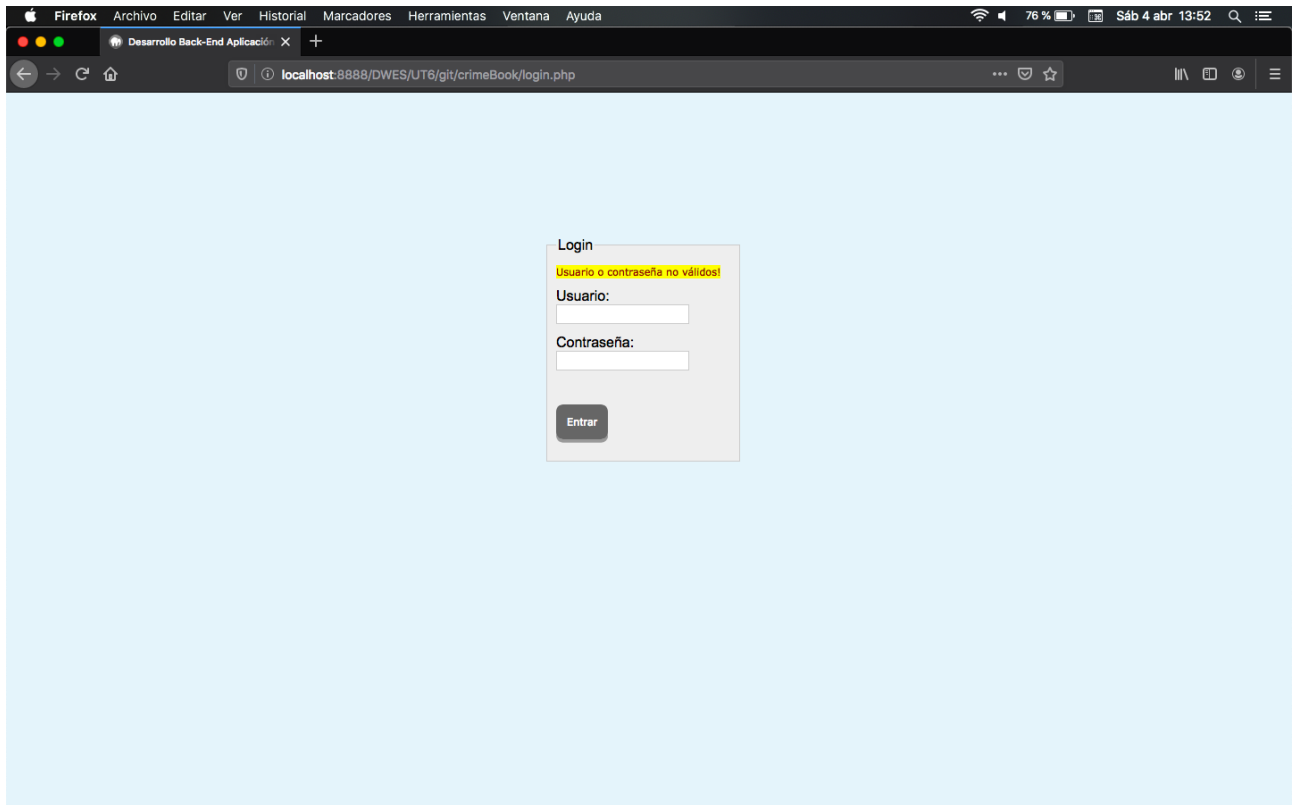 Firefox Archivo Editar Ver Historial Marcadores Herramientas Ventana Ayuda 76 % Sáb 4 abr 13:52
Desarrollo Back-End Aplicación
localhost:8888/DWES/UT6/git/crimeBook/login.php
Login
Usuario o contraseña no válidos!
Usuario:
Contraseña:
Entrar